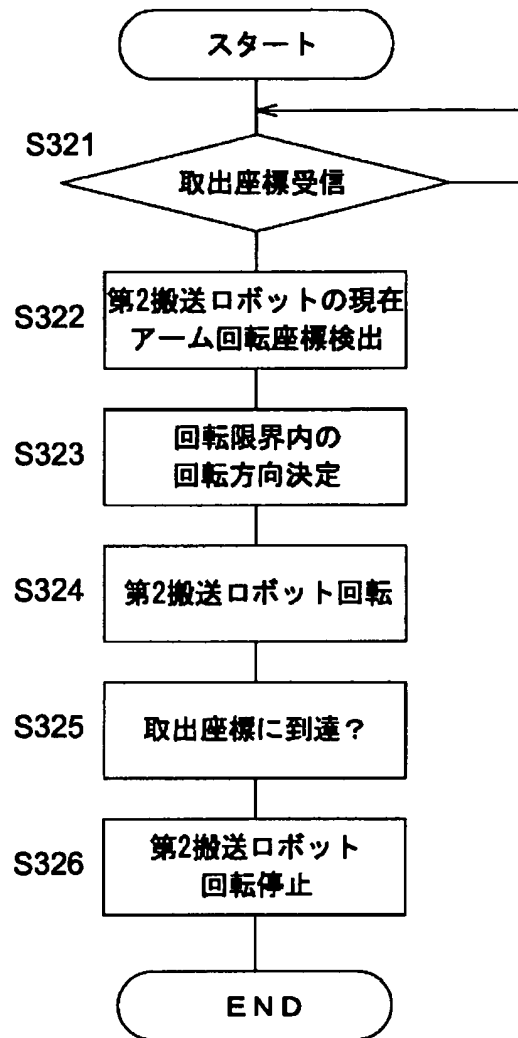 スタート
S321
取出座標受信
S322
第2搬送ロボットの現在
アーム回転座標検出
S323
回転限界内の
回転方向決定
S324
第2搬送ロボット回転
S325
取出座標に到達？
S326
第2搬送ロボット
回転停止
END